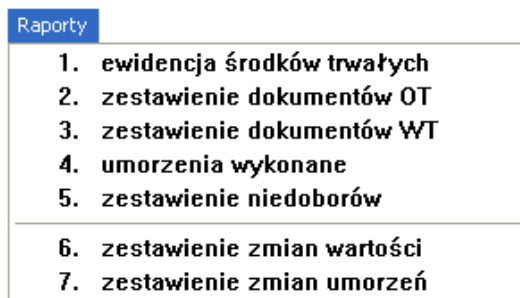 Raporty
1. ewidencja środków trwałych
2. zestawienie dokumentów OT
3. zestawienie dokumentów WT
4. umorzenia wykonane
5. zestawienie niedoborów
6. zestawienie zmian wartości
7. zestawienie zmian umorzeń